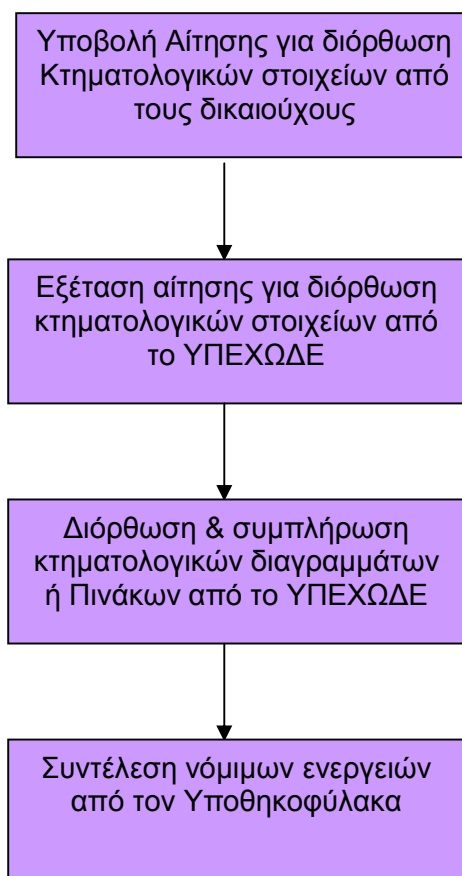 Υποβολή Αίτησης για διόρθωση
Κτηματολογικών στοιχείων από
τους δικαιούχους
Εξέταση αίτησης για διόρθωση
κτηματολογικών στοιχείων από
το ΥΠΕΧΩΔΕ
Διόρθωση & συμπλήρωση
κτηματολογικών διαγραμμάτων
ή Πινάκων από το ΥΠΕΧΩΔΕ
Συντέλεση νόμιμων ενεργειών
από τον Υποθηκοφύλακα